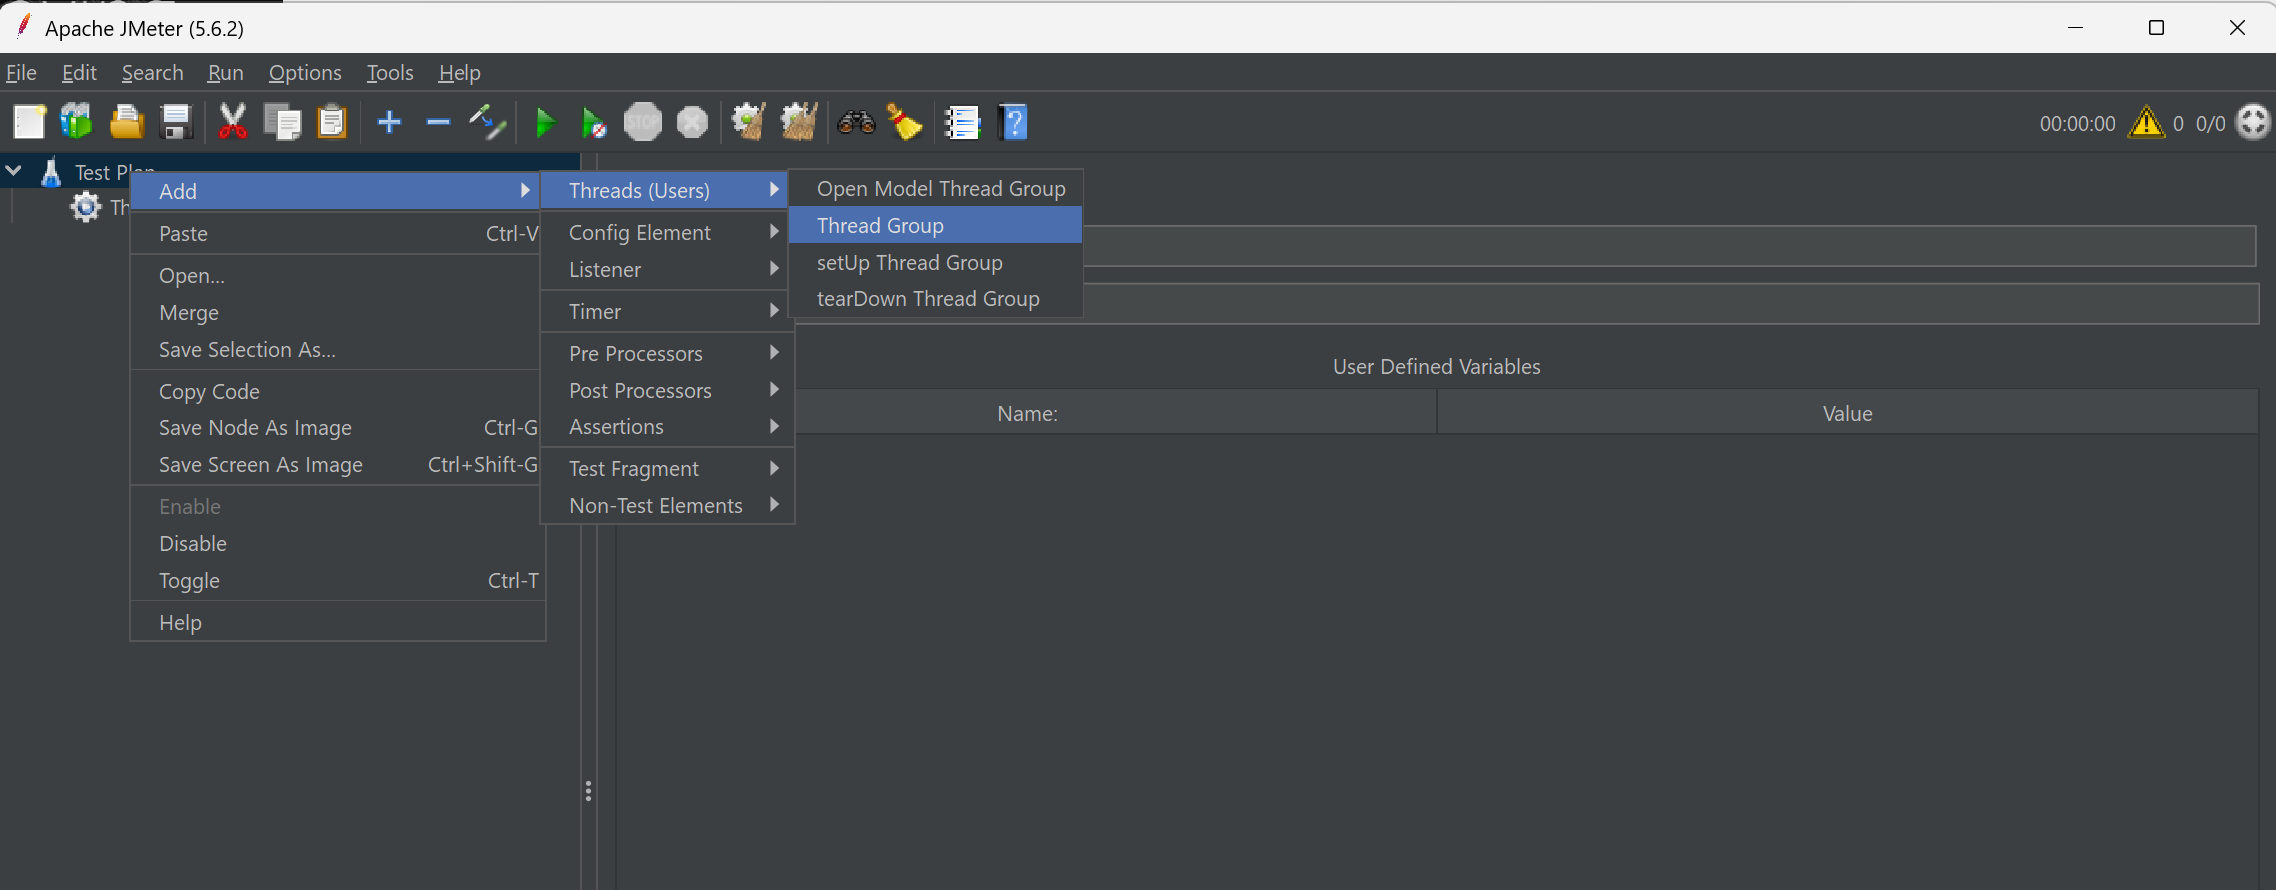 Apache JMeter (5.6.2)
File Edit Search Run Options Tools Help
STOP
00:00:00 0 0/0
Test Plan
Th
Add
Paste Ctrl-V
Open...
Merge
Save Selection As...
Copy Code
Save Node As Image Ctrl-G
Save Screen As Image Ctrl+Shift-G
Enable
Disable
Toggle Ctrl-T
Help
Threads (Users)
Config Element
Listener
Timer
Pre Processors
Post Processors
Assertions
Test Fragment
Non-Test Elements
Open Model Thread Group
Thread Group
setUp Thread Group
tearDown Thread Group
User Defined Variables
Name: Value